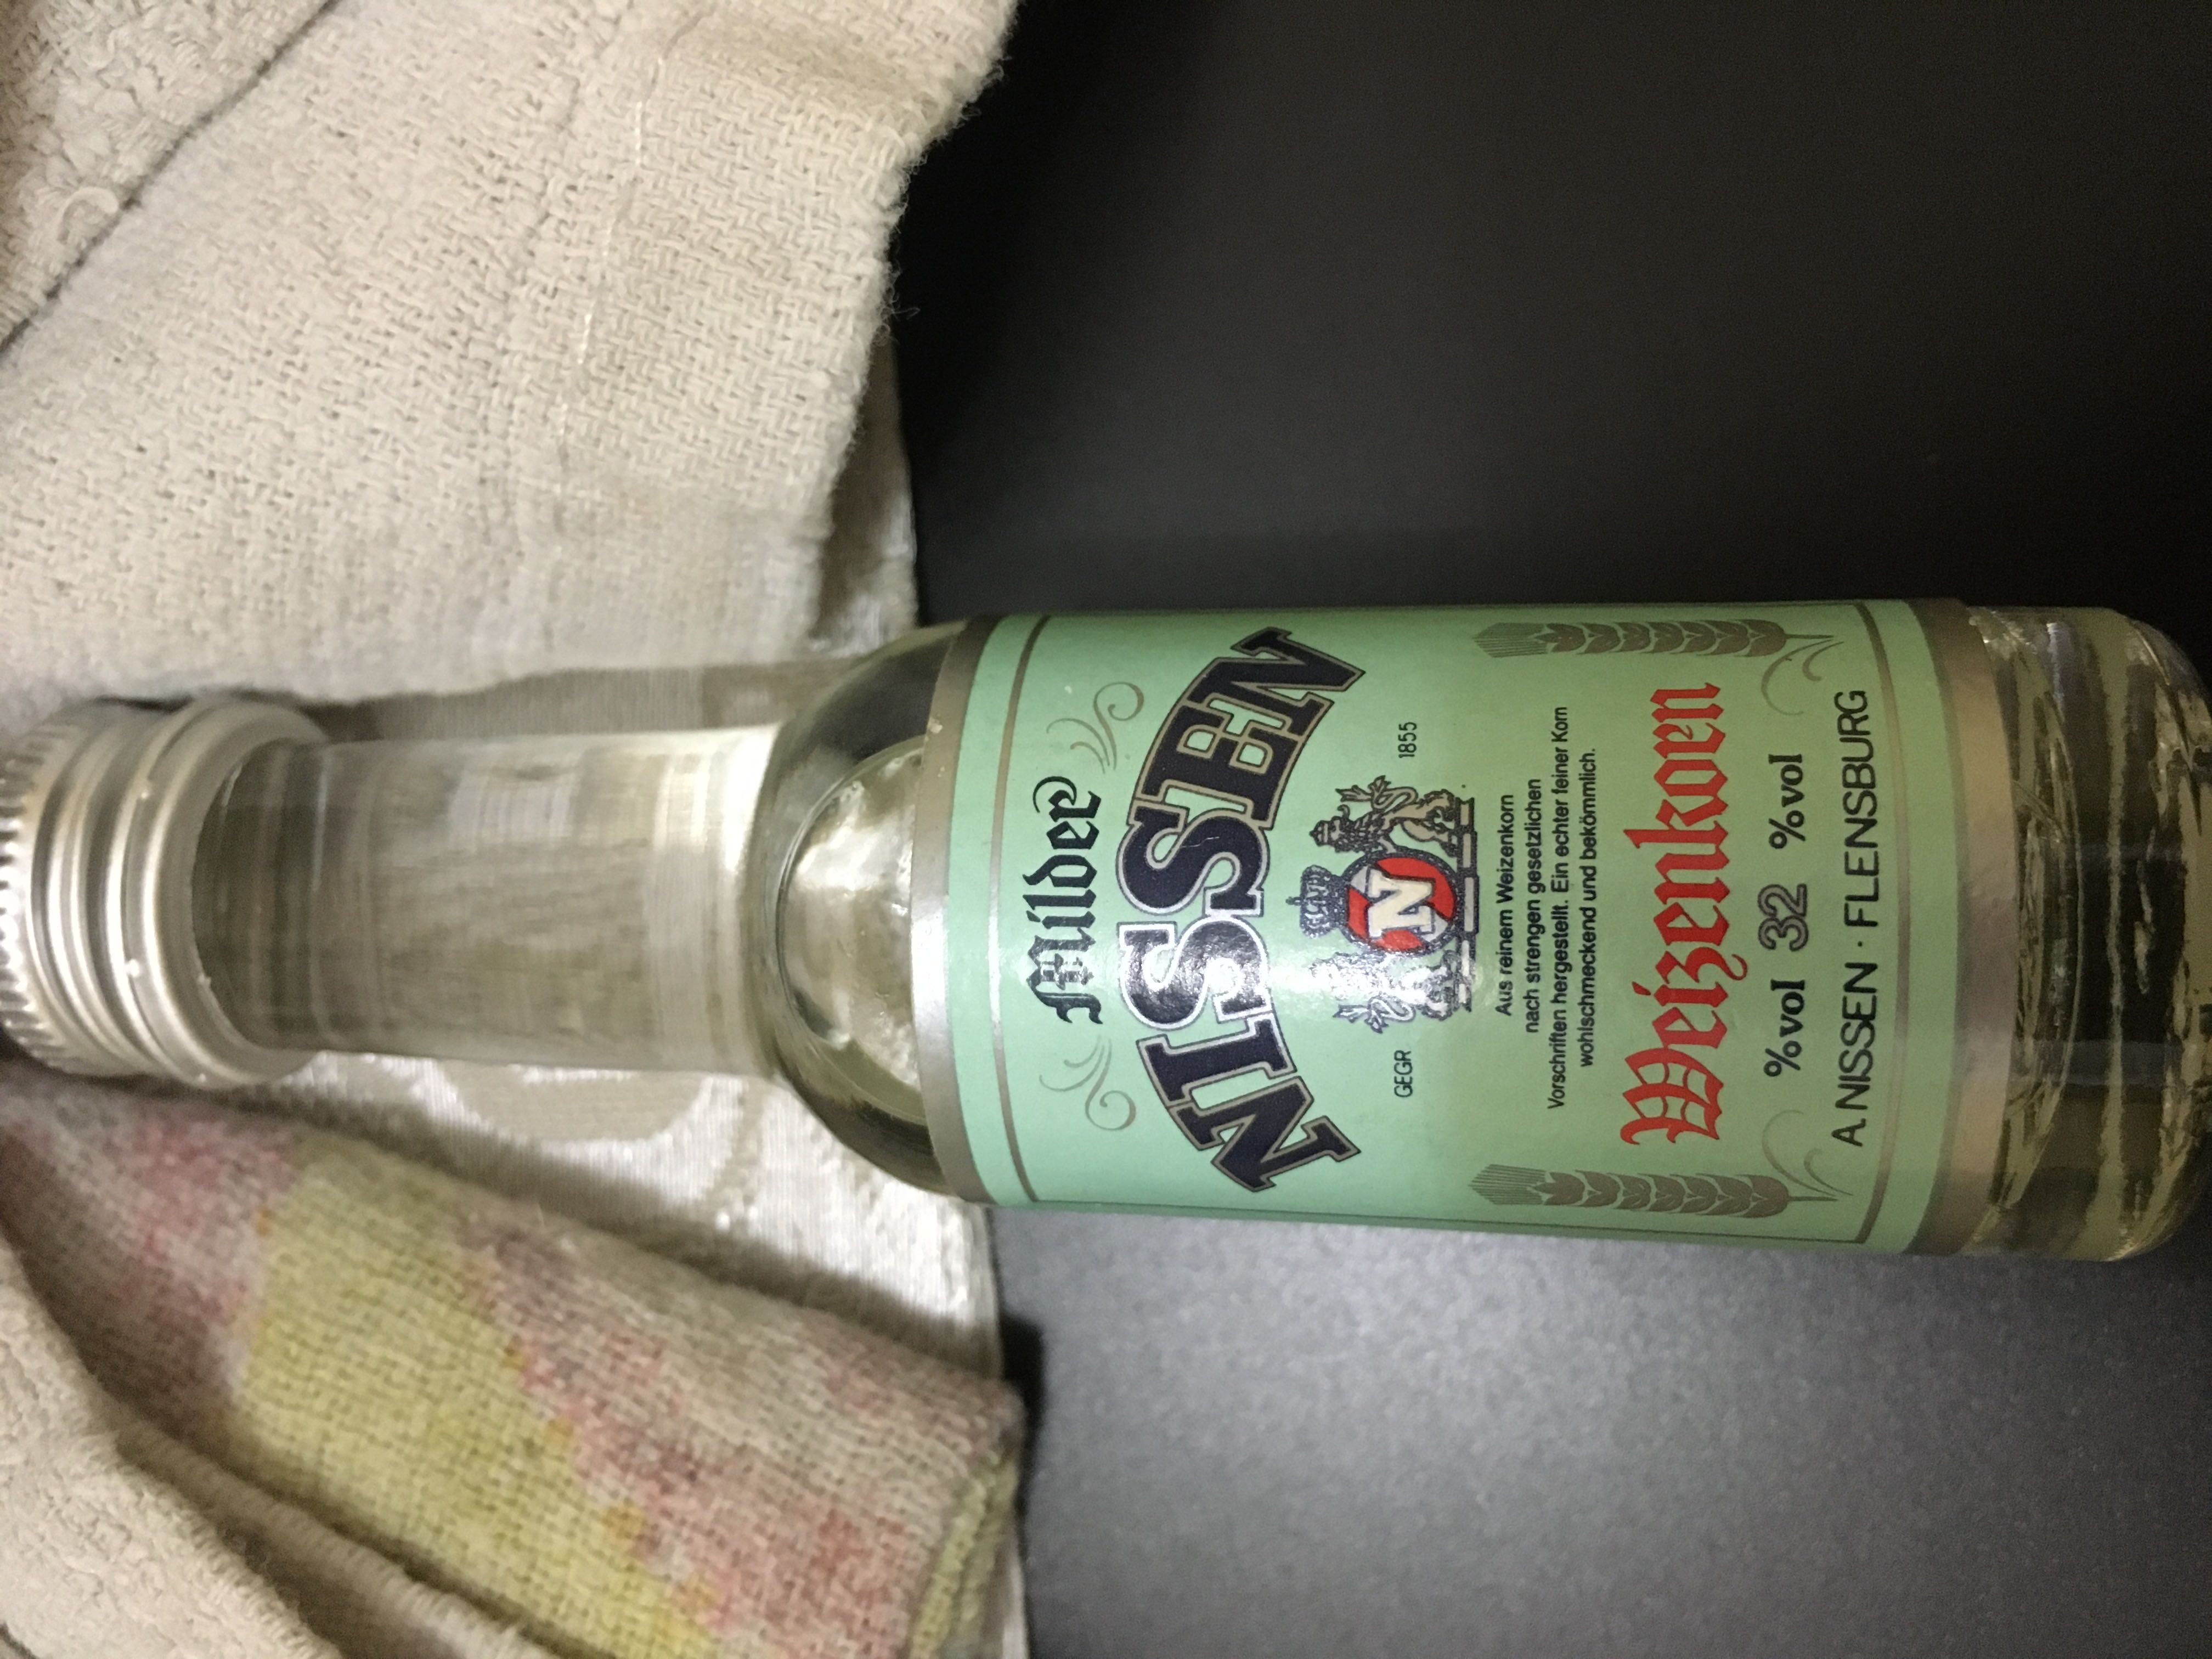 Milder
NISSEN
GEGR 1855
N
Aus reinem Weizenkorn
nach strengen gesetzlichen
Vorschriften hergestellt. Ein echter feiner Korn
wohlschmeckend und bekömmlich.
Weizenkorn
%vol 32 %vol
A. NISSEN · FLENSBURG